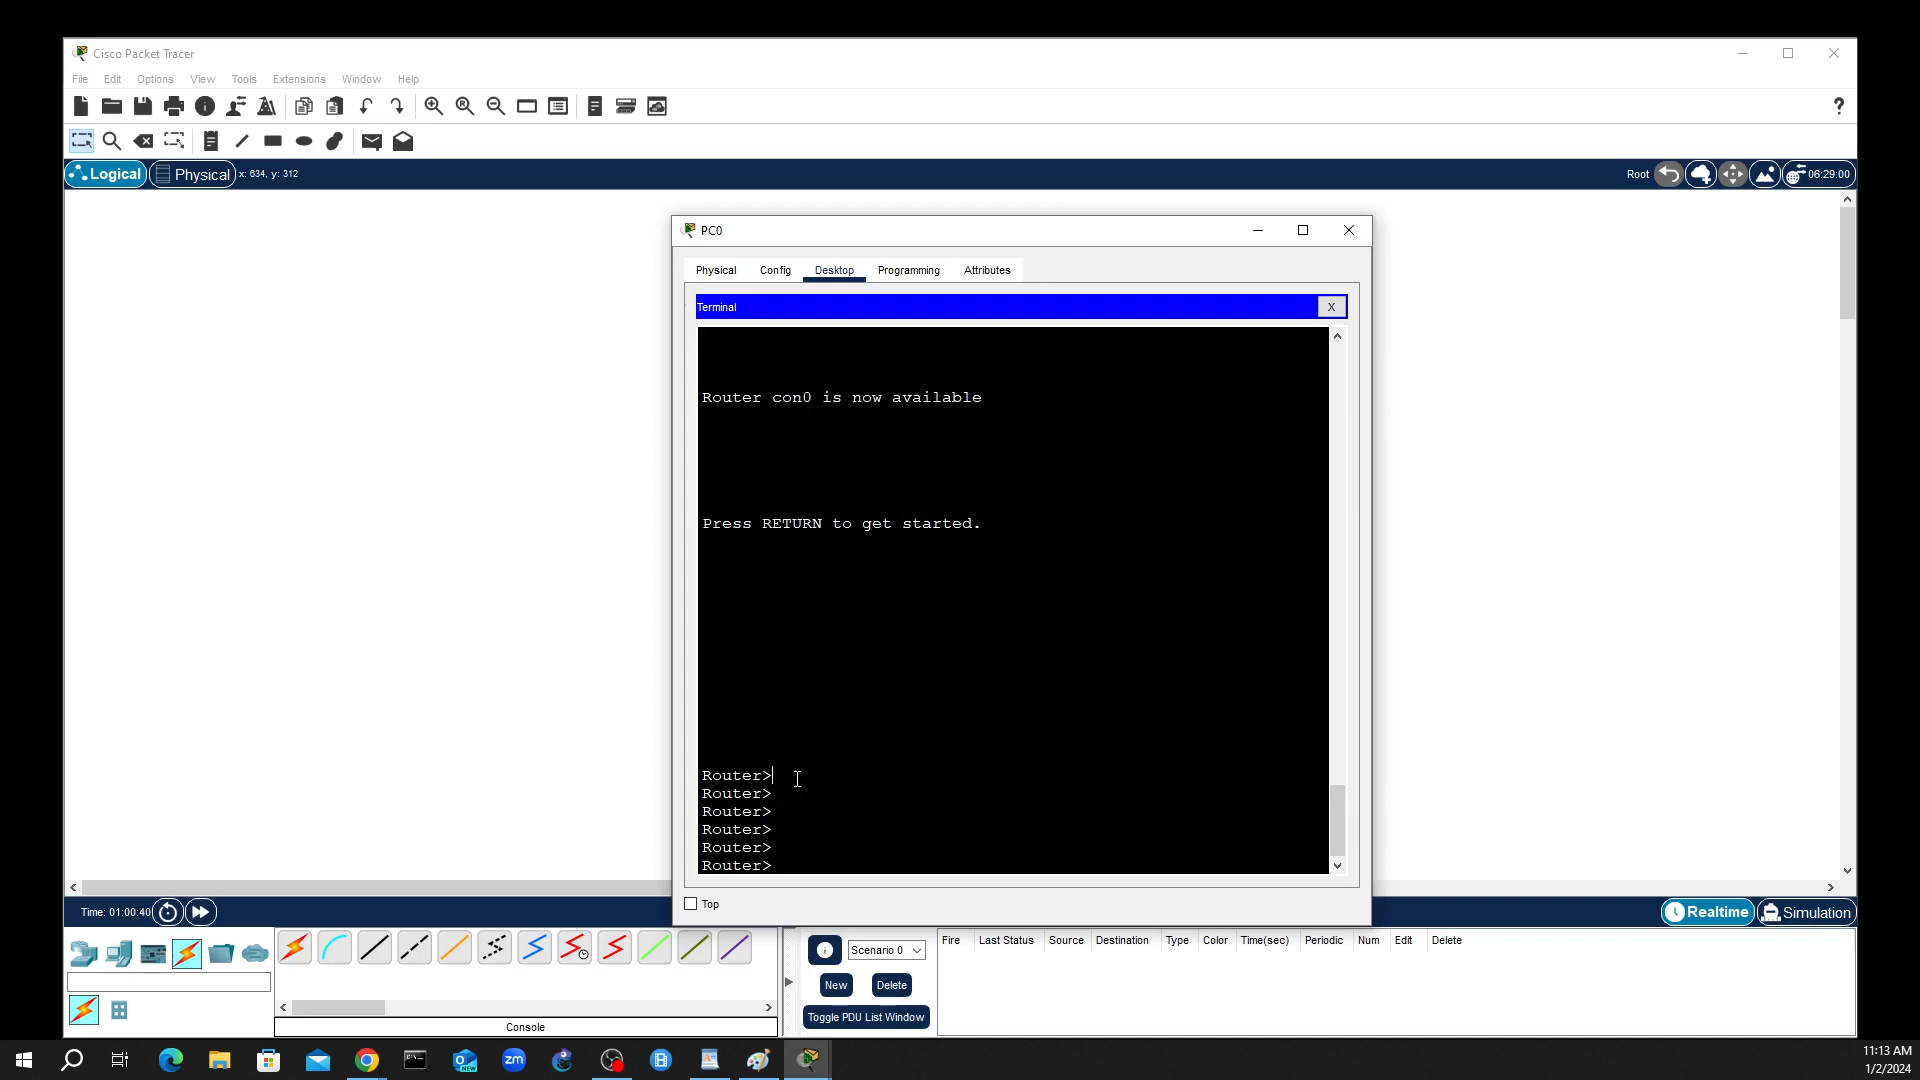 Cisco Packet Tracer
File Edit Options View Tools Extensions Window Help
?
Logical Physical x: 634, y: 312 Root 06:29:00
PC0
Physical Config Desktop Programming Attributes
Terminal X
Router con0 is now available
Press RETURN to get started.
Router>
Router>
Router>
Router>
Router>
Router>
Top
Time: 01:00:40 Realtime Simulation
Scenario 0
New Delete
Toggle PDU List Window
Fire Last Status Source Destination Type Color Time(sec) Periodic Num Edit Delete
Console
NEW
zm
11:13 AM
1/2/2024